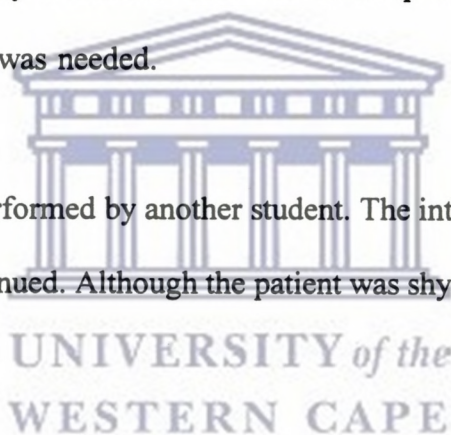 was needed.
rformed by another student. The int
nued. Although the patient was shy
UNIVERSITY of the
WESTERN CAPE